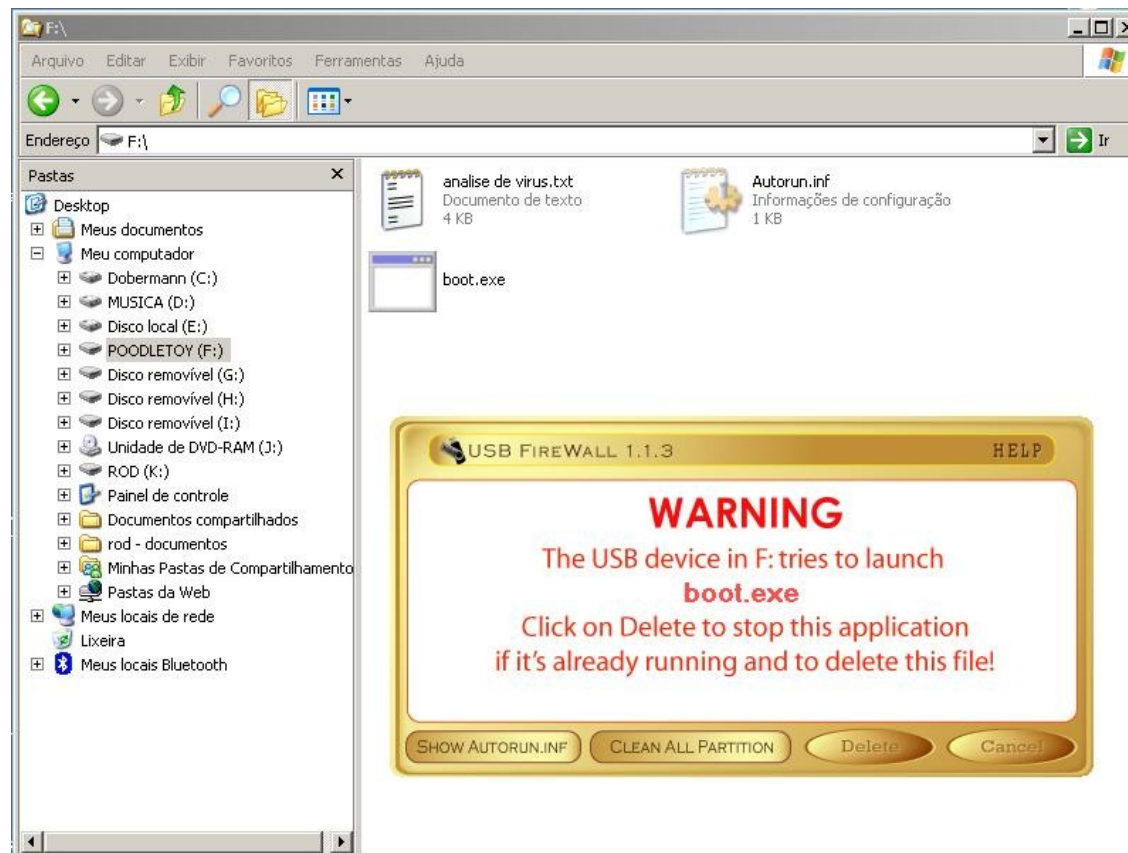 F:\
Arquivo Editar Exibir Favoritos Ferramentas Ajuda
Endereço F:\ Ir
Pastas
Desktop
Meus documentos
Meu computador
Dobermann (C:)
MUSICA (D:)
Disco local (E:)
POODLETOY (F:)
Disco removível (G:)
Disco removível (H:)
Disco removível (I:)
Unidade de DVD-RAM (J:)
ROD (K:)
Painel de controle
Documentos compartilhados
rod - documentos
Minhas Pastas de Compartilhamento
Pastas da Web
Meus locais de rede
Lixeira
Meus locais Bluetooth
analise de virus.txt
Documento de texto
4 KB
Autorun.inf
Informações de configuração
1 KB
boot.exe
USB FIREWALL 1.1.3 HELP
WARNING
The USB device in F: tries to launch
boot.exe
Click on Delete to stop this application
if it's already running and to delete this file!
SHOW AUTORUN.INF CLEAN ALL PARTITION Delete Cancel